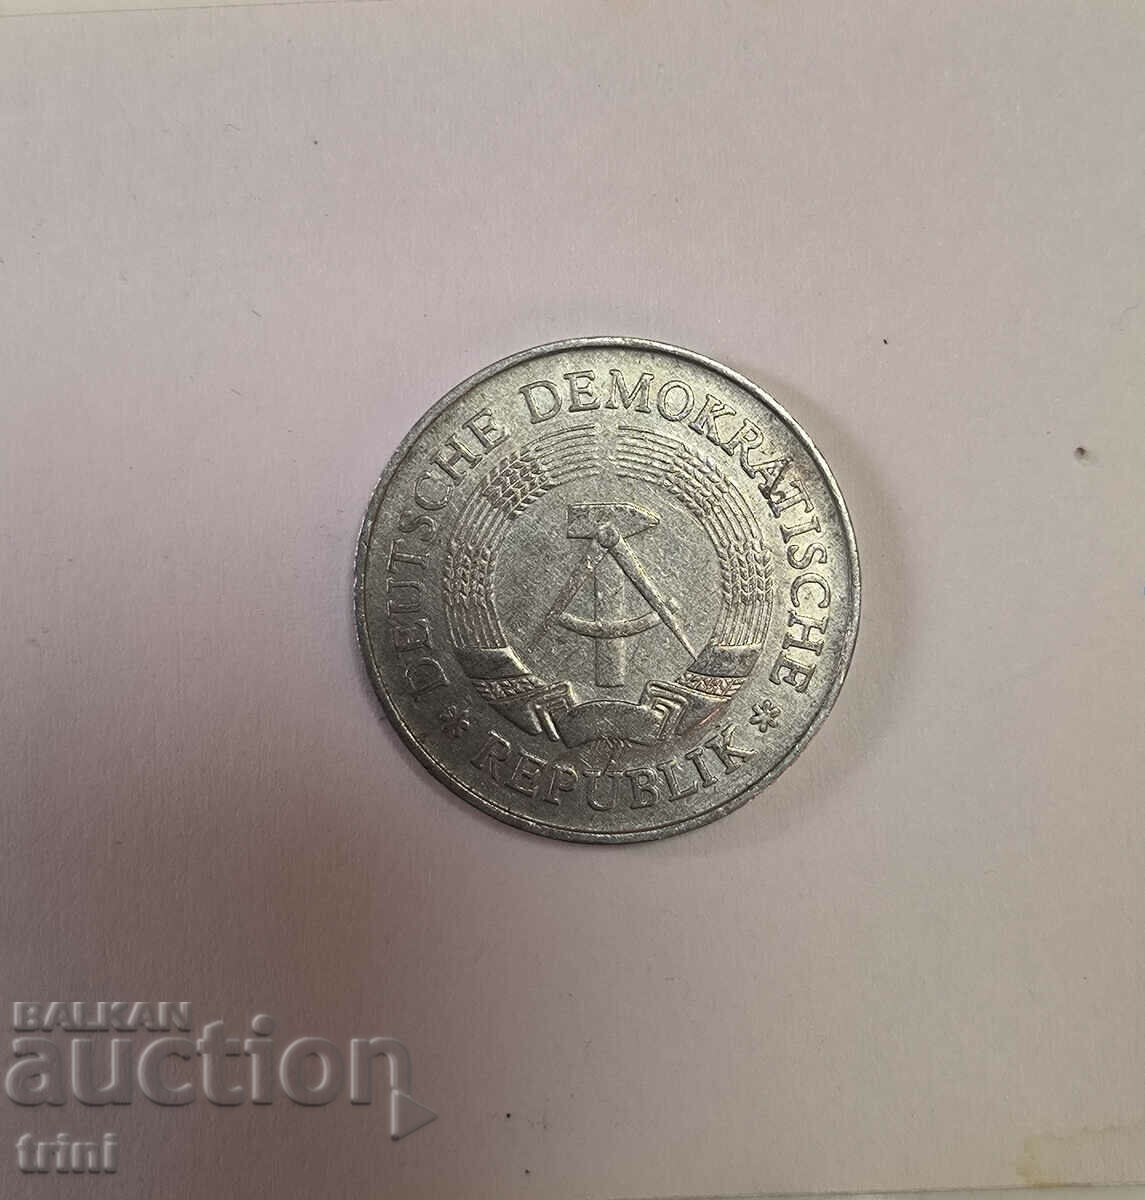 DEUTSCHE DEMOKRATISCHE
* REPUBLIK *
BALKAN
auction
trini